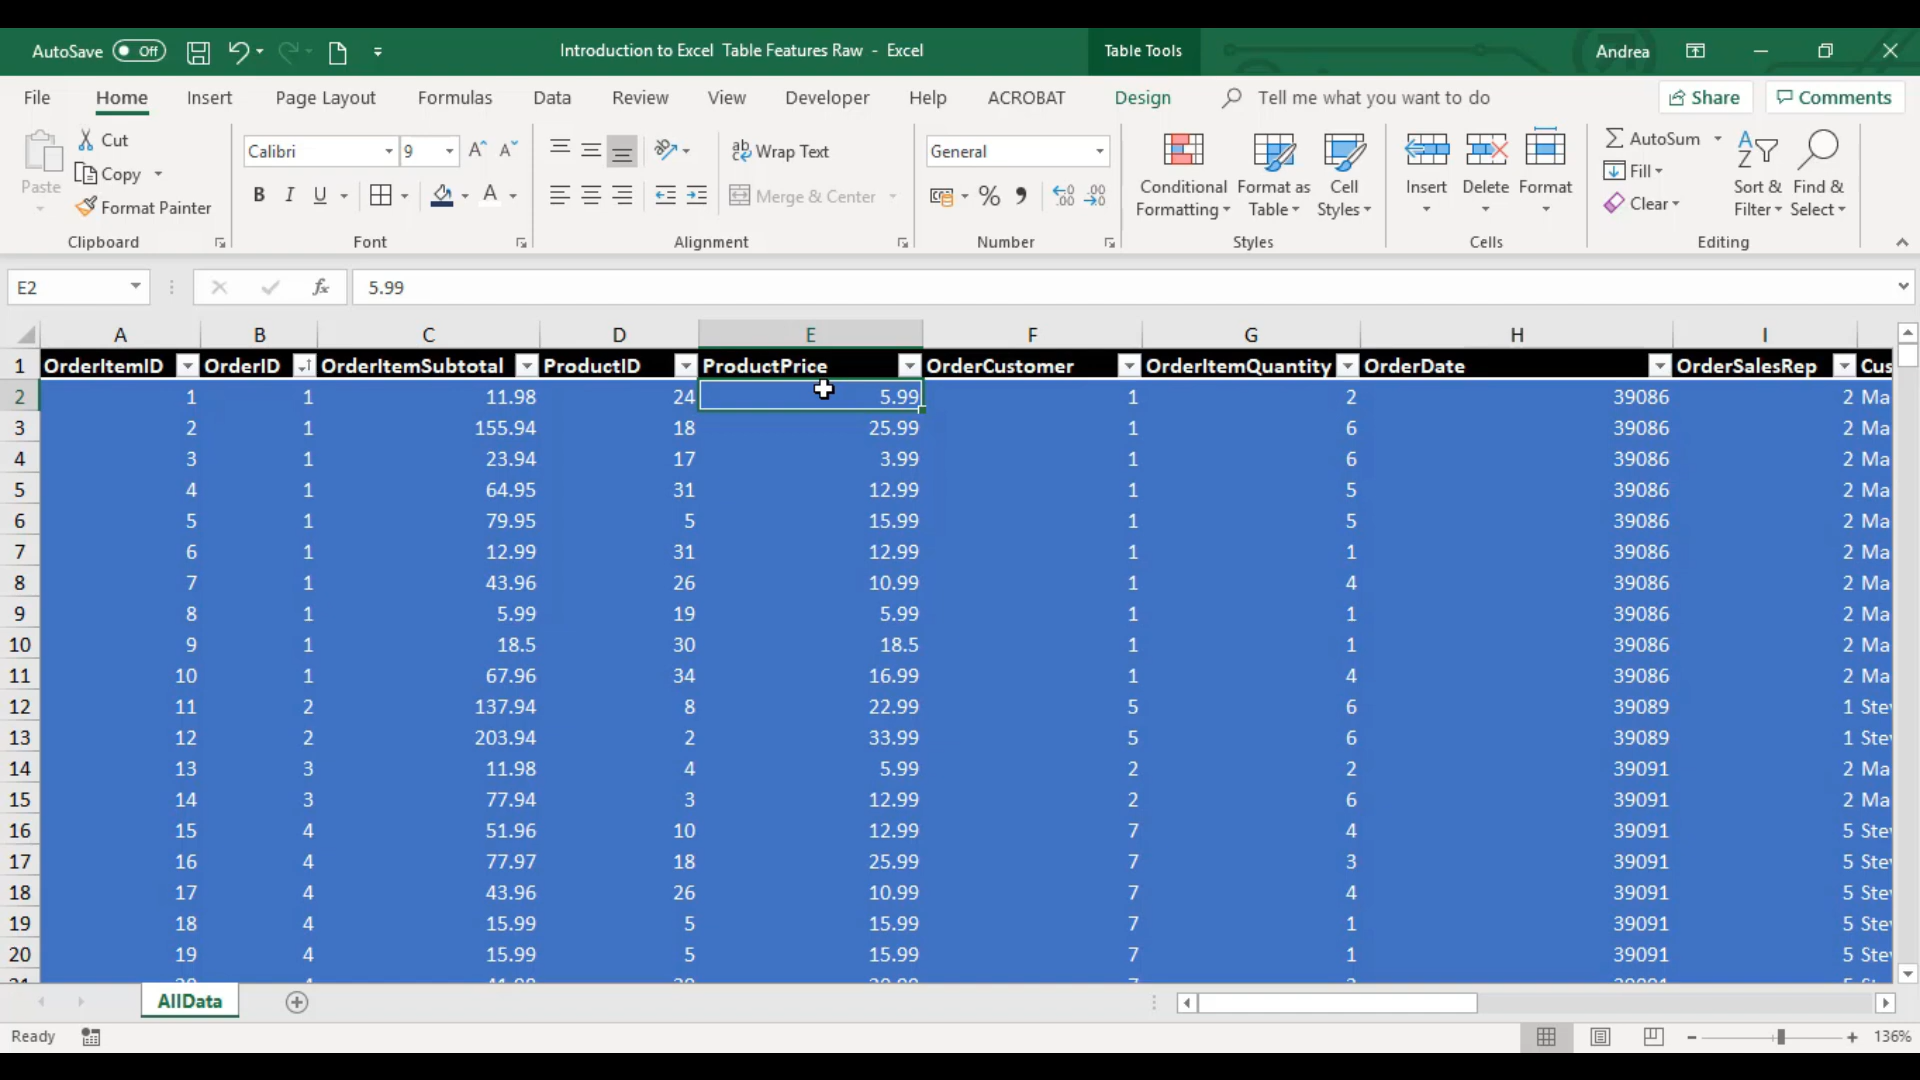 AutoSave Off Introduction to Excel Table Features Raw - Excel Table Tools Andrea
File Home Insert Page Layout Formulas Data Review View Developer Help ACROBAT Design Tell me what you want to do Share Comments
Paste Cut Copy Format Painter
Clipboard
Calibri 9
B I U A
Font
Wrap Text
Merge & Center
Alignment
General
% 9
Number
Conditional Formatting Format as Table Cell Styles
Styles
Insert Delete Format
Cells
AutoSum Fill Clear Sort & Filter Find & Select
Editing
E2 fx 5.99
A B C D E F G H I
1 OrderItemID OrderID OrderItemSubtotal ProductID ProductPrice OrderCustomer OrderItemQuantity OrderDate OrderSalesRep Cus
2 1 1 11.98 24 5.99 1 2 39086 2 Ma
3 2 1 155.94 18 25.99 1 6 39086 2 Ma
4 3 1 23.94 17 3.99 1 6 39086 2 Ma
5 4 1 64.95 31 12.99 1 5 39086 2 Ma
6 5 1 79.95 5 15.99 1 5 39086 2 Ma
7 6 1 12.99 31 12.99 1 1 39086 2 Ma
8 7 1 43.96 26 10.99 1 4 39086 2 Ma
9 8 1 5.99 19 5.99 1 1 39086 2 Ma
10 9 1 18.5 30 18.5 1 1 39086 2 Ma
11 10 1 67.96 34 16.99 1 4 39086 2 Ma
12 11 2 137.94 8 22.99 5 6 39089 1 Ste
13 12 2 203.94 2 33.99 5 6 39089 1 Ste
14 13 3 11.98 4 5.99 2 2 39091 2 Ma
15 14 3 77.94 3 12.99 2 6 39091 2 Ma
16 15 4 51.96 10 12.99 7 4 39091 5 Ste
17 16 4 77.97 18 25.99 7 3 39091 5 Ste
18 17 4 43.96 26 10.99 7 4 39091 5 Ste
19 18 4 15.99 5 15.99 7 1 39091 5 Ste
20 19 4 15.99 5 15.99 7 1 39091 5 Ste
AllData
Ready 136%